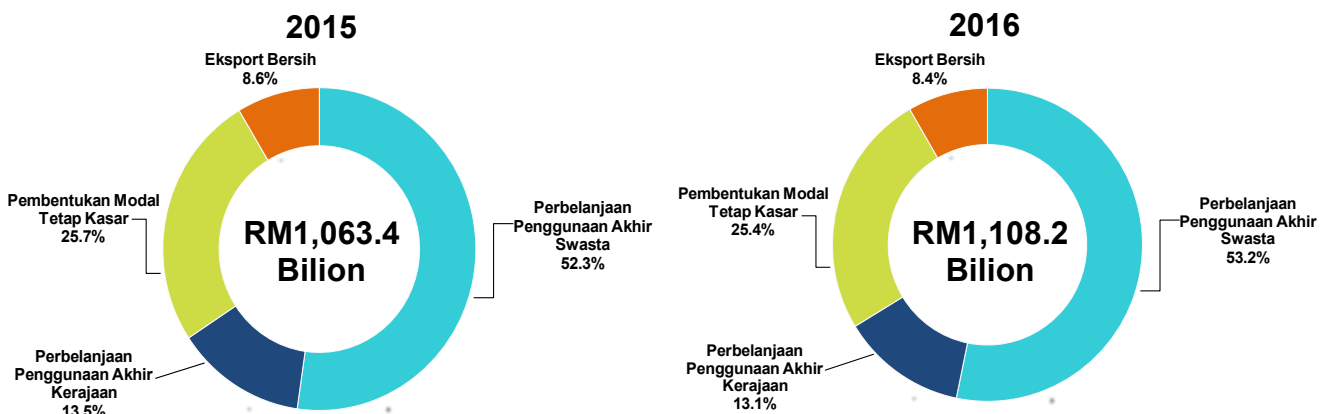 2015
Eksport Bersih
8.6%
Pembentukan Modal
Tetap Kasar
25.7%
RM1,063.4
Bilion
Perbelanjaan
Penggunaan Akhir
Swasta
52.3%
Perbelanjaan
Penggunaan Akhir
Kerajaan
13.5%
2016
Eksport Bersih
8.4%
Pembentukan Modal
Tetap Kasar
25.4%
RM1,108.2
Bilion
Perbelanjaan
Penggunaan Akhir
Swasta
53.2%
Perbelanjaan
Penggunaan Akhir
Kerajaan
13.1%